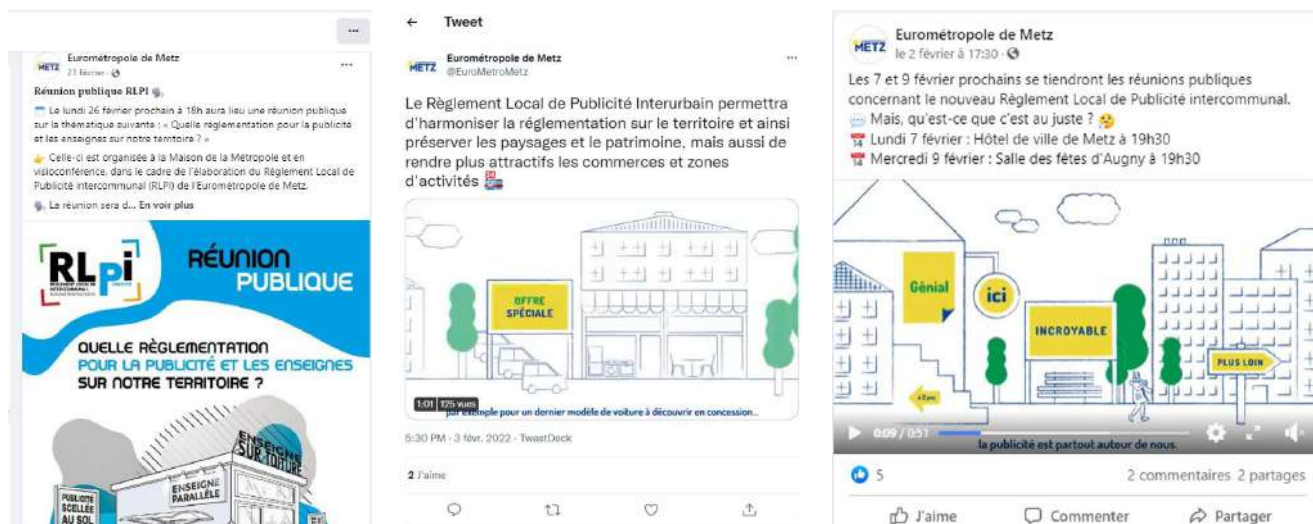 Eurométropole de Metz
21 février
Réunion publique RLPI
Le lundi 26 février prochain à 18h aura lieu une réunion publique
sur la thématique suivante : « Quelle réglementation pour la publicité
et les enseignes sur notre territoire ? »
Celle-ci est organisée à la Maison de la Métropole et en
visioconférence, dans le cadre de l'élaboration du Règlement Local de
Publicité intercommunal (RLPI) de l'Eurométropole de Metz.
La réunion sera d... En voir plus
RLPi
RÉUNION
PUBLIQUE
QUELLE RÈGLEMENTATION
POUR LA PUBLICITÉ ET LES ENSEIGNES
SUR NOTRE TERRITOIRE ?
ENSEIGNE
SUR TOITURE
ENSEIGNE
PARALLÈLE
PUBLICITÉ
SCELLÉE
AU SOL
Tweet
METZ
Eurométropole de Metz
@EuroMetroMetz
Le Règlement Local de Publicité Interurbain permettra
d'harmoniser la réglementation sur le territoire et ainsi
préserver les paysages et le patrimoine, mais aussi de
rendre plus attractifs les commerces et zones
d'activités
OFFRE
SPÉCIALE
1:01 175 vues
par exemple pour un dernier modèle de voiture à découvrir en concession...
5:30 PM · 3 févr. 2022 · TweetDeck
2 J'aime
METZ
Eurométropole de Metz
le 2 février à 17:30
Les 7 et 9 février prochains se tiendront les réunions publiques
concernant le nouveau Règlement Local de Publicité intercommunal.
Mais, qu'est-ce que c'est au juste ?
Lundi 7 février : Hôtel de ville de Metz à 19h30
Mercredi 9 février : Salle des fêtes d'Augny à 19h30
Génial
ici
INCROYABLE
PLUS LOIN
0:09 / 0:51
la publicité est partout autour de nous.
5
2 commentaires 2 partages
J'aime Commenter Partager